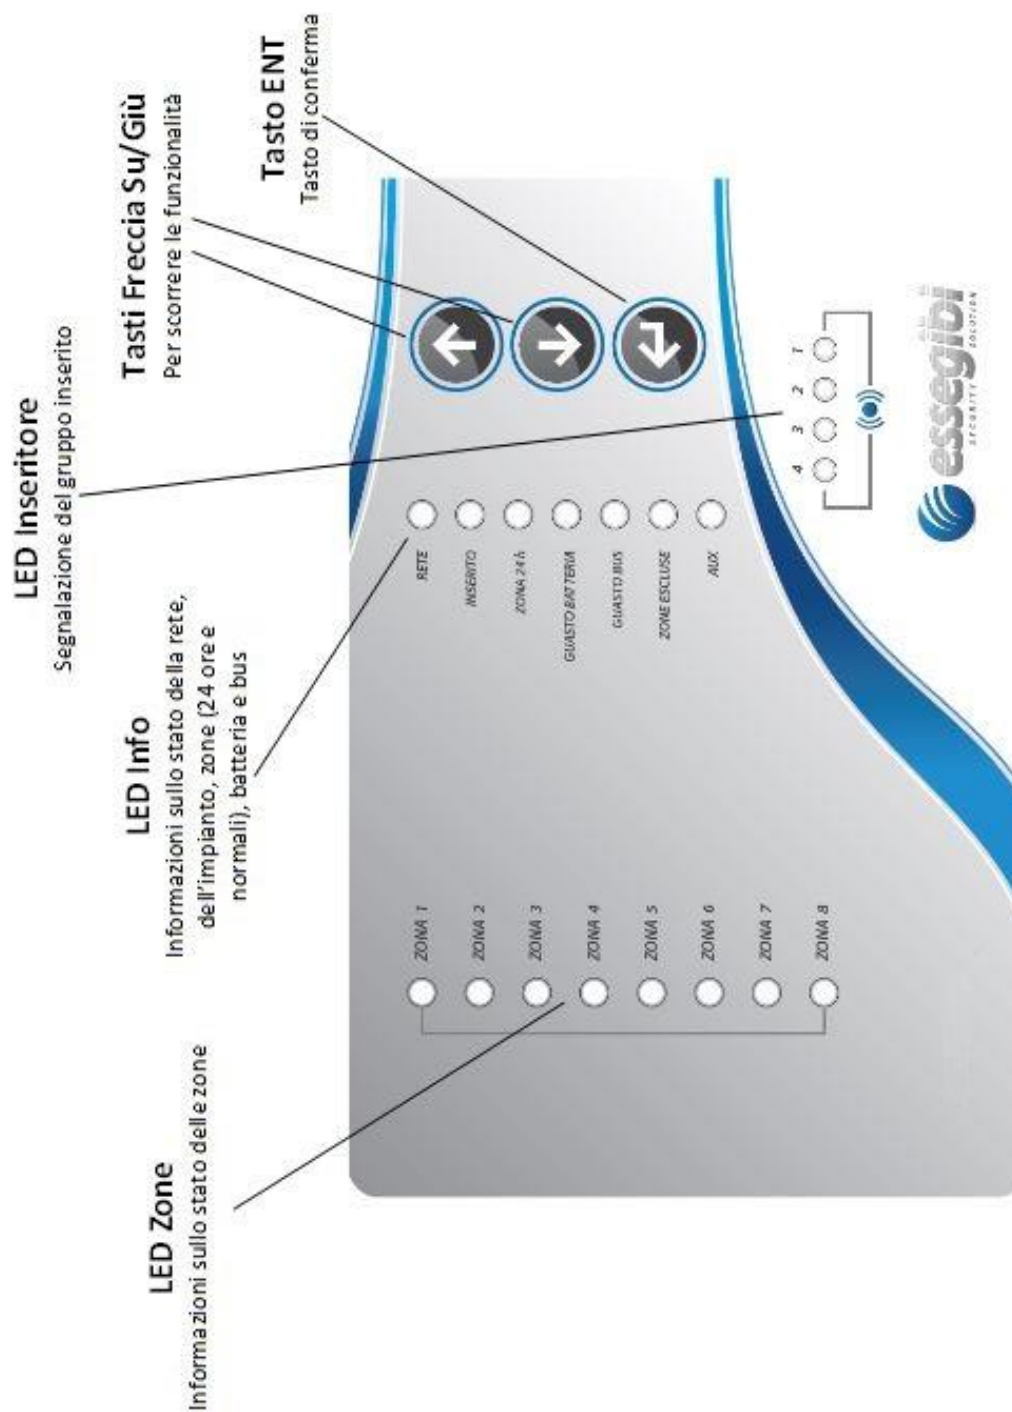 LED Zone
Informazioni sullo stato delle zone
LED Info
Informazioni sullo stato della rete,
dell'impianto, zone (24 ore e
normali), batteria e bus
LED Inseritore
Segnalazione del gruppo inserito
Tasti Freccia Su/Giù
Per scorrere le funzionalità
Tasto ENT
Tasto di conferma
ZONA 1
ZONA 2
ZONA 3
ZONA 4
ZONA 5
ZONA 6
ZONA 7
ZONA 8
RETE
INSERITO
ZONA 24 h
GUASTO BATTERIA
GUASTO BUS
ZONE ESCLUSE
AUX
4 3 2 1
essegibi
SECURITY SOLUTION